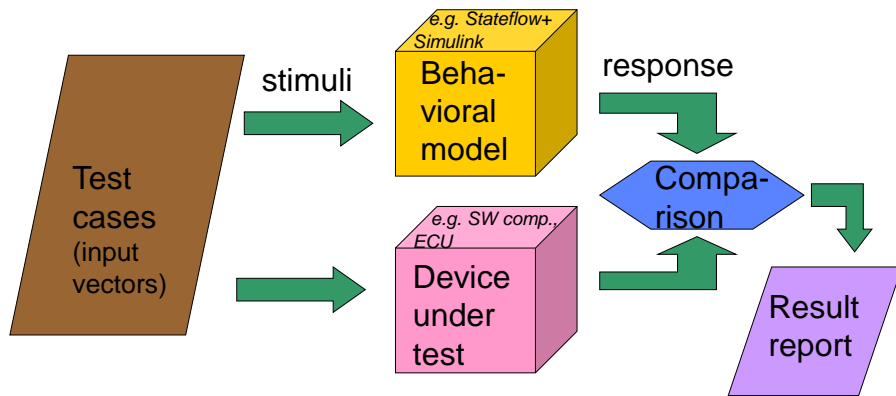 Test
cases
(input
vectors)
stimuli
e.g. Stateflow+
Simulink
Beha-
vioral
model
e.g. SW comp.,
ECU
Device
under
test
response
Compa-
rison
Result
report